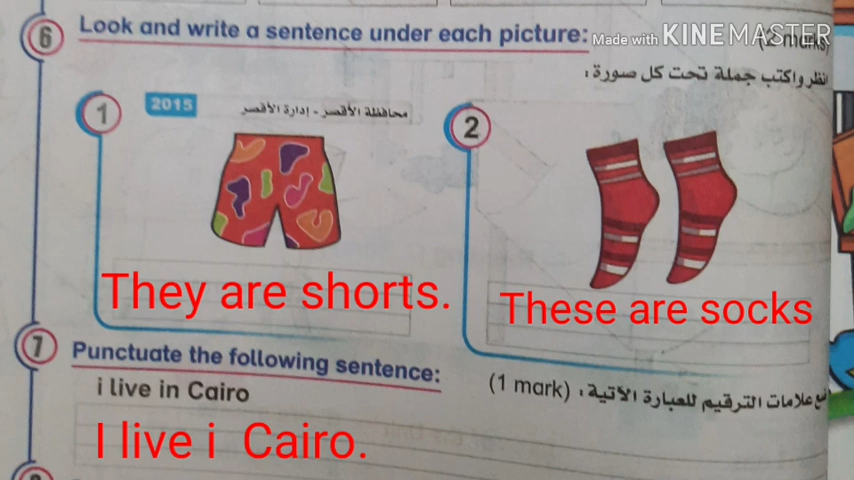 6 Look and write a sentence under each picture:
Made with KINEMASTER
انظر واكتب جملة تحت كل صورة :
1 2015 محافظة الأقصر - إدارة الأقصر
2
They are shorts.
These are socks
7 Punctuate the following sentence:
(1 mark) ضع علامات الترقيم للعبارة الآتية :
i live in Cairo
I live i Cairo.